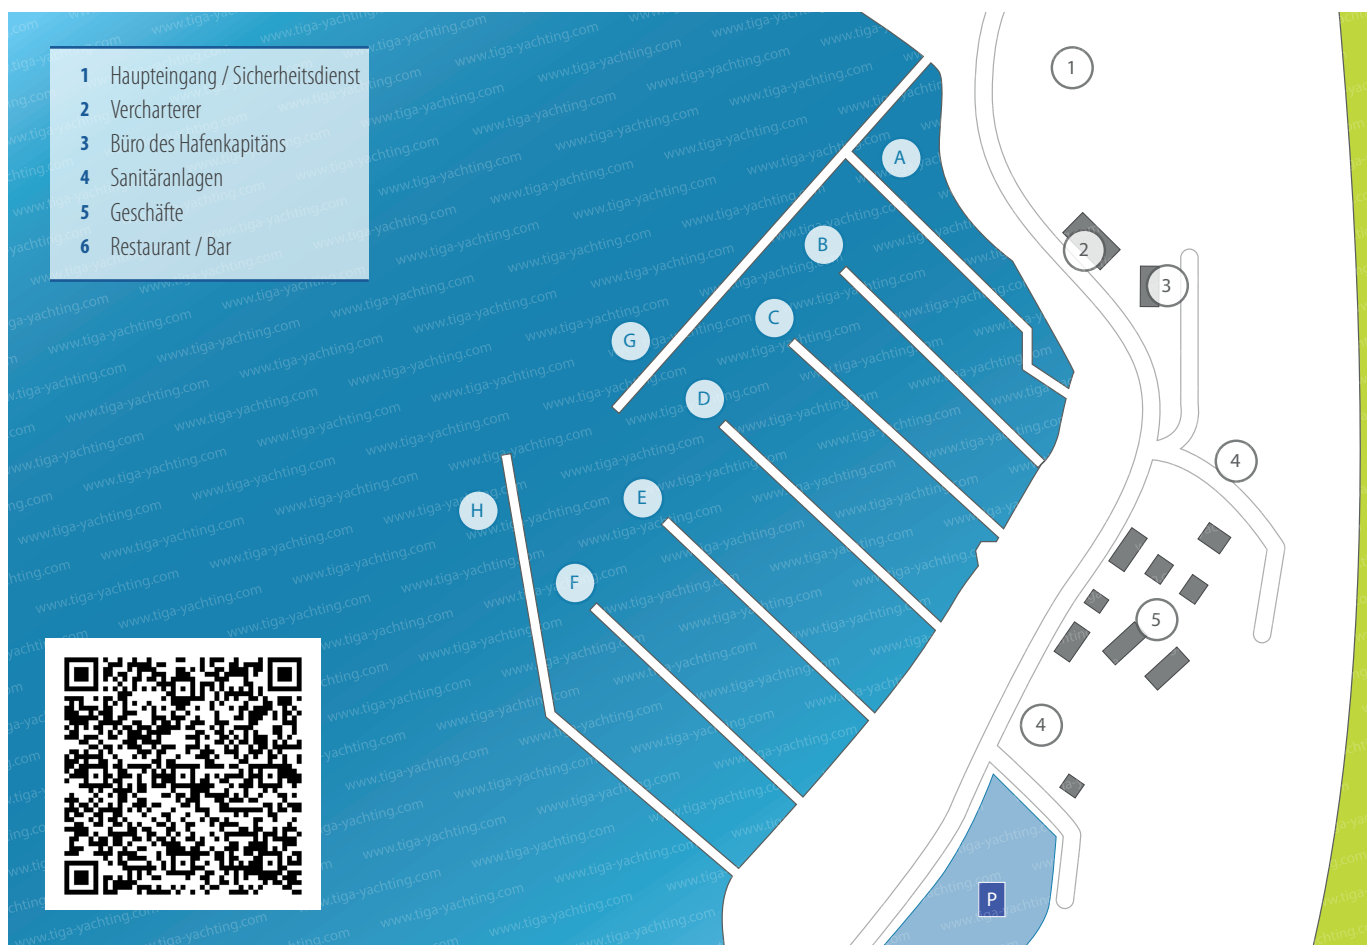 1 Haupteingang / Sicherheitsdienst
2 Vercharterer
3 Büro des Hafenkapitäns
4 Sanitäranlagen
5 Geschäfte
6 Restaurant / Bar
1
A
B
2
3
C
G
D
4
E
H
F
5
4
P
www.tiga-yachting.com